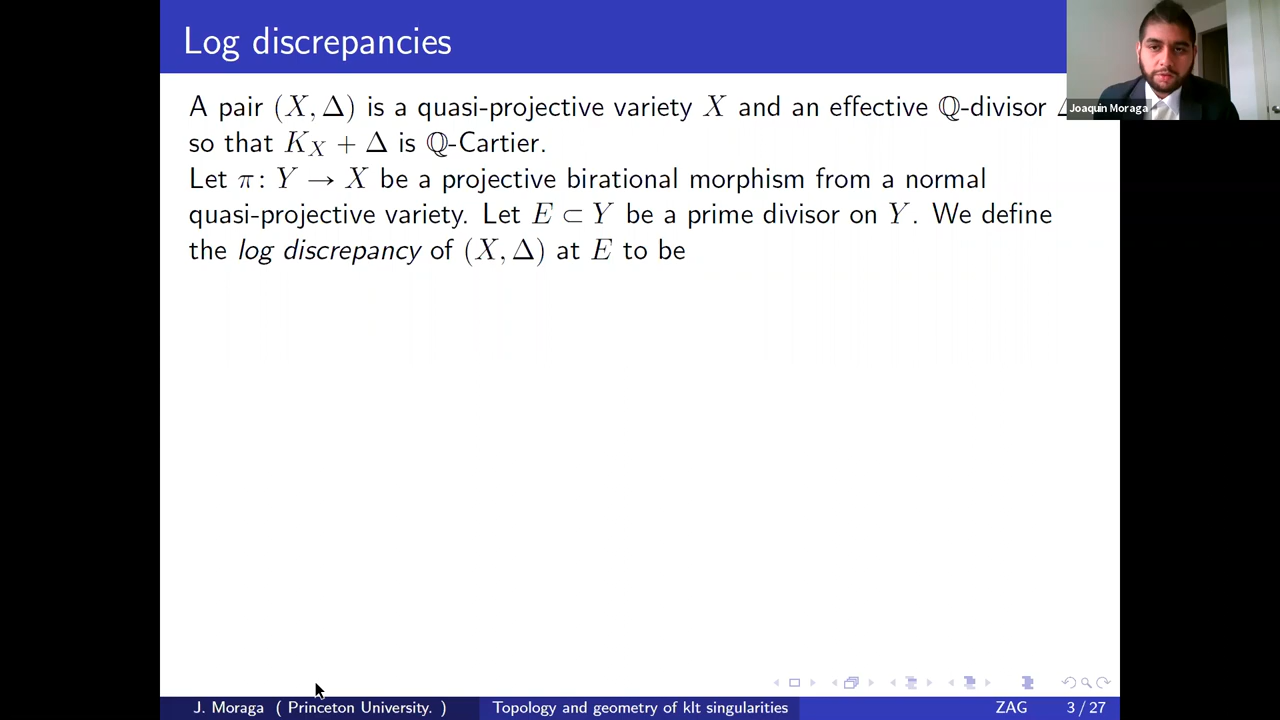 Log discrepancies
Joaquín Moraga
A pair (X, Δ) is a quasi-projective variety X and an effective ℚ-divisor Δ
so that K_X + Δ is ℚ-Cartier.
Let π: Y → X be a projective birational morphism from a normal
quasi-projective variety. Let E ⊂ Y be a prime divisor on Y. We define
the log discrepancy of (X, Δ) at E to be
J. Moraga ( Princeton University. ) Topology and geometry of klt singularities ZAG 3 / 27